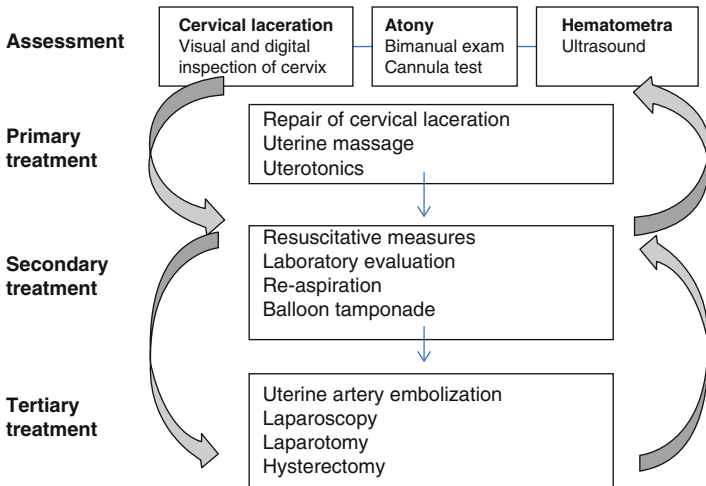 Assessment
Cervical laceration
Visual and digital
inspection of cervix
Atony
Bimanual exam
Cannula test
Hematometra
Ultrasound
Primary
treatment
Repair of cervical laceration
Uterine massage
Uterotonics
Secondary
treatment
Resuscitative measures
Laboratory evaluation
Re-aspiration
Balloon tamponade
Tertiary
treatment
Uterine artery embolization
Laparoscopy
Laparotomy
Hysterectomy